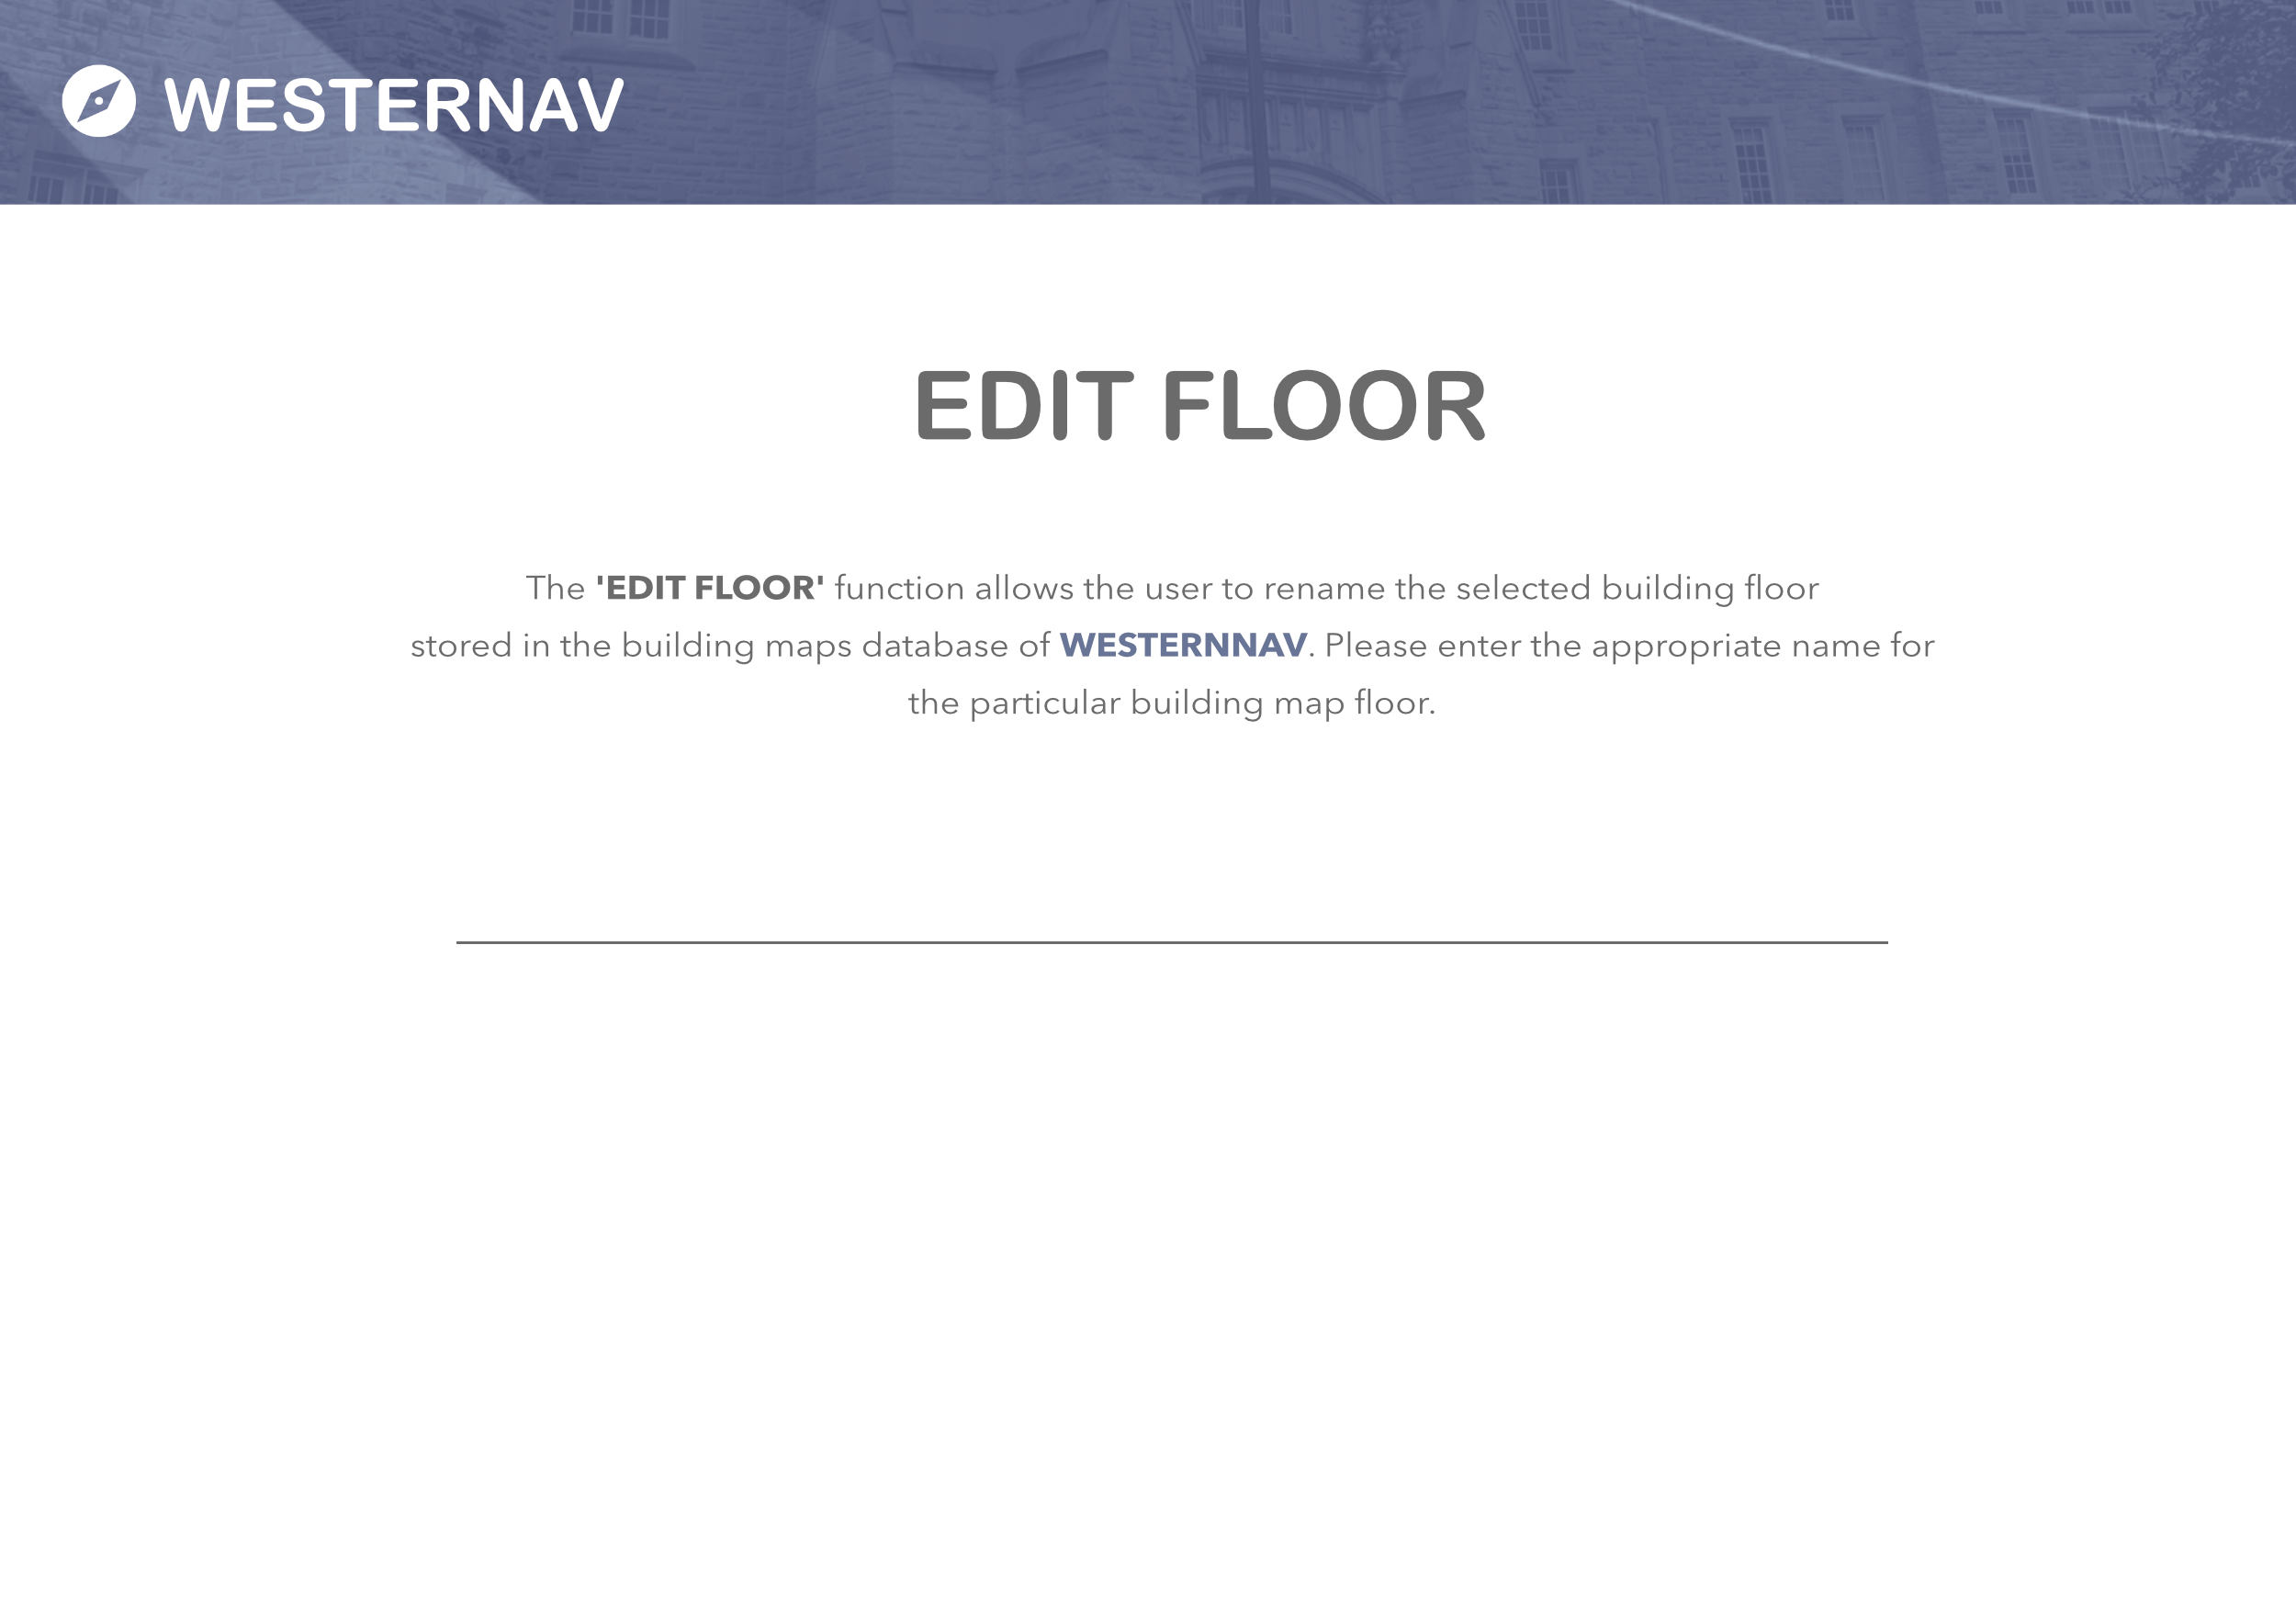 WESTERNAV
EDIT FLOOR
The 'EDIT FLOOR' function allows the user to rename the selected building floor
stored in the building maps database of WESTERNNAV. Please enter the appropriate name for
the particular building map floor.